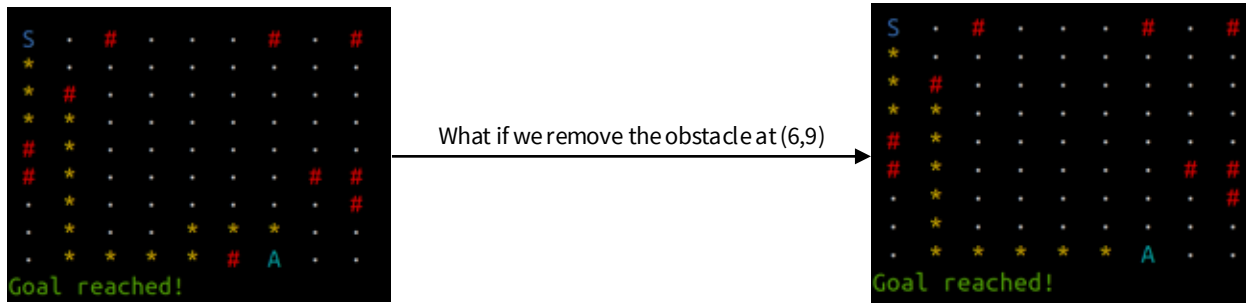 S . # . . . # . #
* . . . . . . . .
* # . . . . . . .
* * . . . . . . .
# * . . . . . . .
# * . . . . . # #
. * . . . . . . #
. * . . * * * . .
. * * * * # A . .
Goal reached!
What if we remove the obstacle at (6,9)
S . # . . . # . #
* . . . . . . . .
* # . . . . . . .
* * . . . . . . .
# * . . . . . . .
# * . . . . . # #
. * . . . . . . #
. * . . . . . . .
. * * * * * A . .
Goal reached!